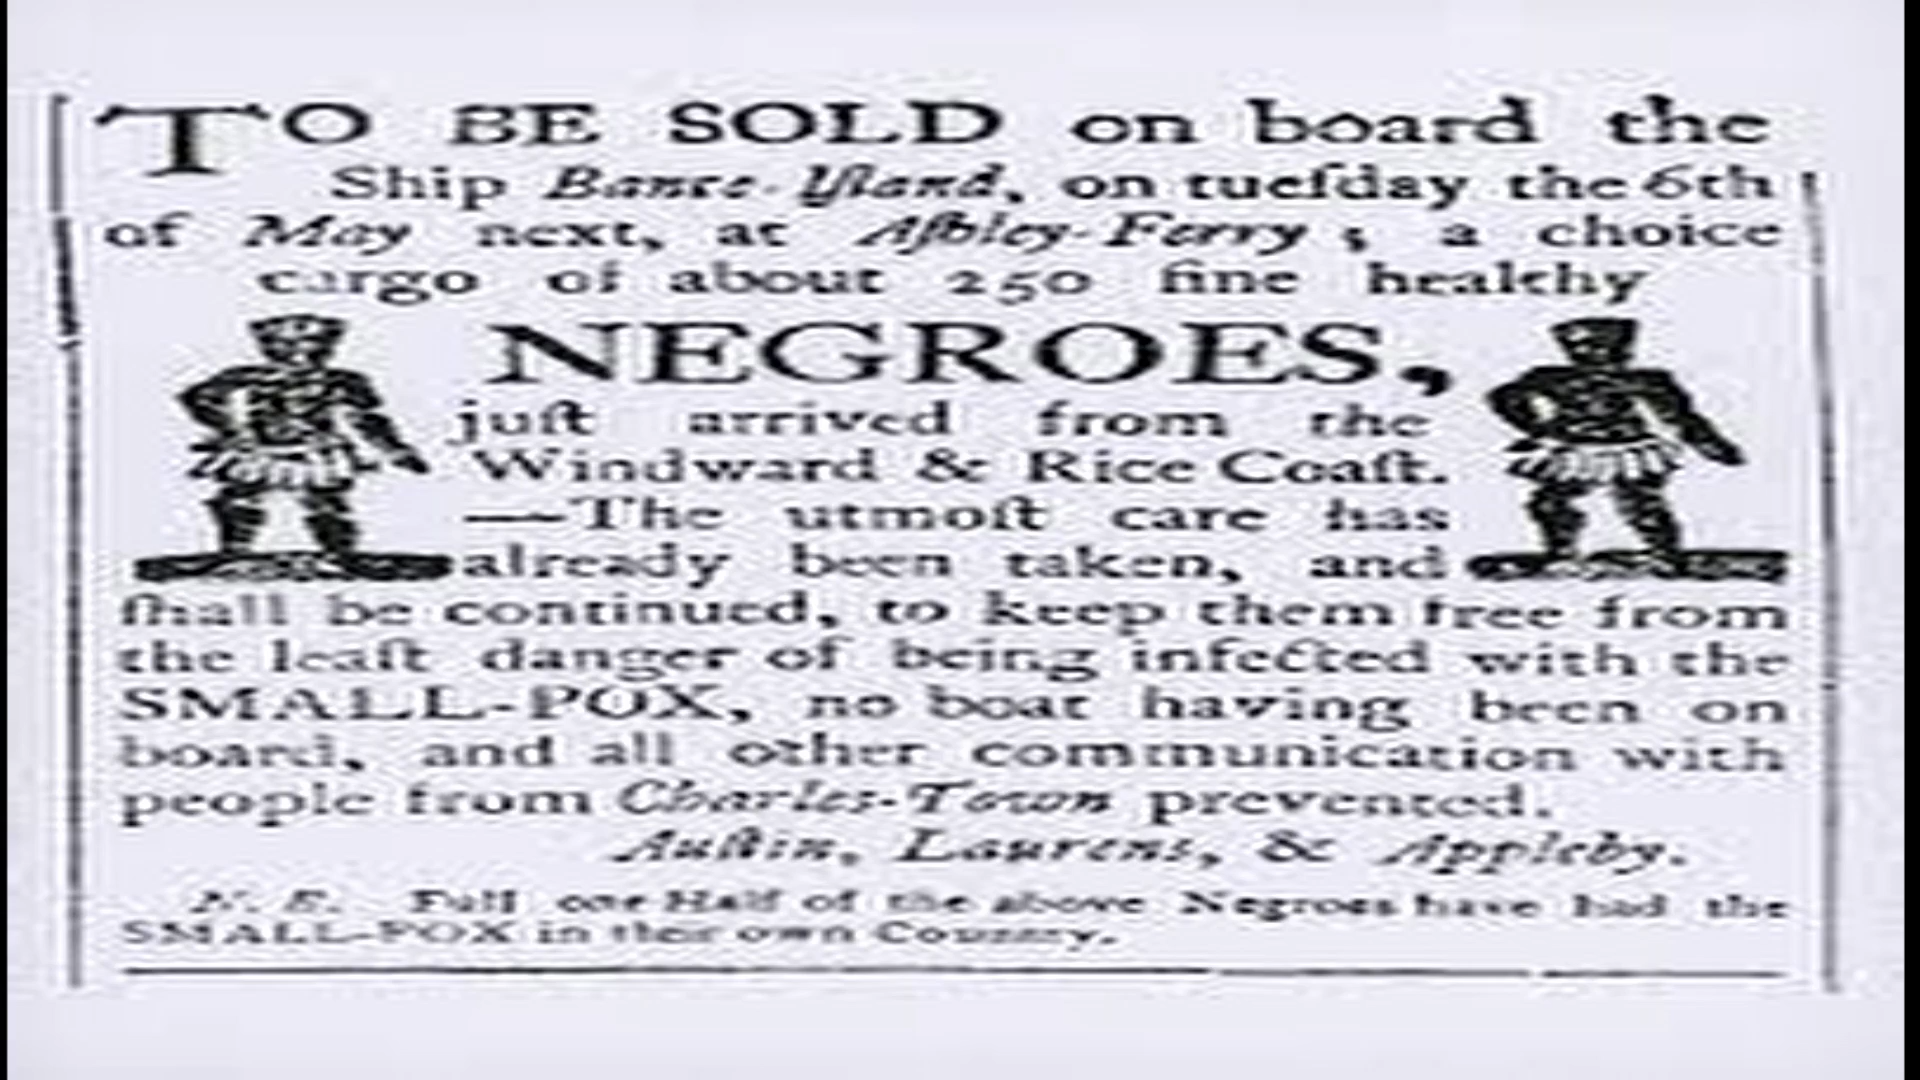 TO BE SOLD on board the
Ship Bance-Yſland, on tueſday the 6th
of May next, at Aſhley-Ferry; a choice
cargo of about 250 fine healthy
NEGROES,
juſt arrived from the
Windward & Rice Coaſt.
—The utmoſt care has
already been taken, and
ſhall be continued, to keep them free from
the leaſt danger of being infected with the
SMALL-POX, no boat having been on
board, and all other communication with
people from Charles-Town prevented.
Auſtin, Laurens, & Appleby.
N. B. Full one Half of the above Negroes have had the
SMALL-POX in their own Country.